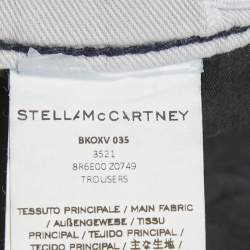 STELLA McCARTNEY
BKOXV 035
3521
8R6E00 Z0749
TROUSERS
TESSUTO PRINCIPALE / MAIN FABRIC
/ AUßENGEWEBE / TISSU
PRINCIPAL / TEJIDO PRINCIPAL
/ TECIDO PRINCIPAL / 主な生地